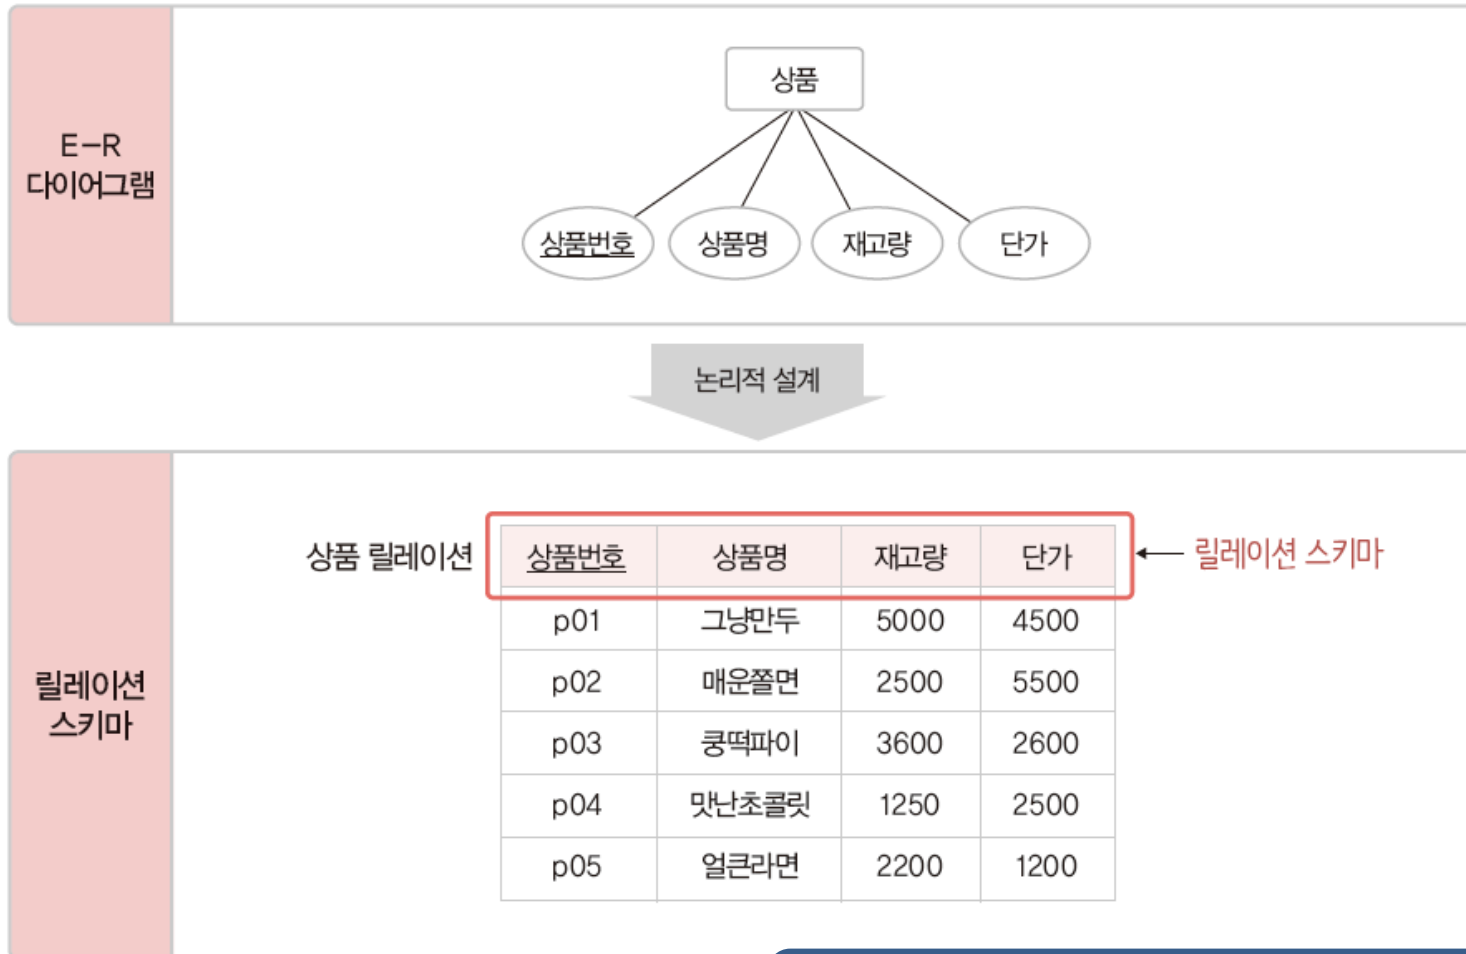 E-R
다이어그램
상품
상품번호 상품명 재고량 단가
논리적 설계
릴레이션
스키마
상품 릴레이션 상품번호 상품명 재고량 단가 ← 릴레이션 스키마
p01 그냥만두 5000 4500
p02 매운쫄면 2500 5500
p03 쿵떡파이 3600 2600
p04 맛난초콜릿 1250 2500
p05 얼큰라면 2200 1200